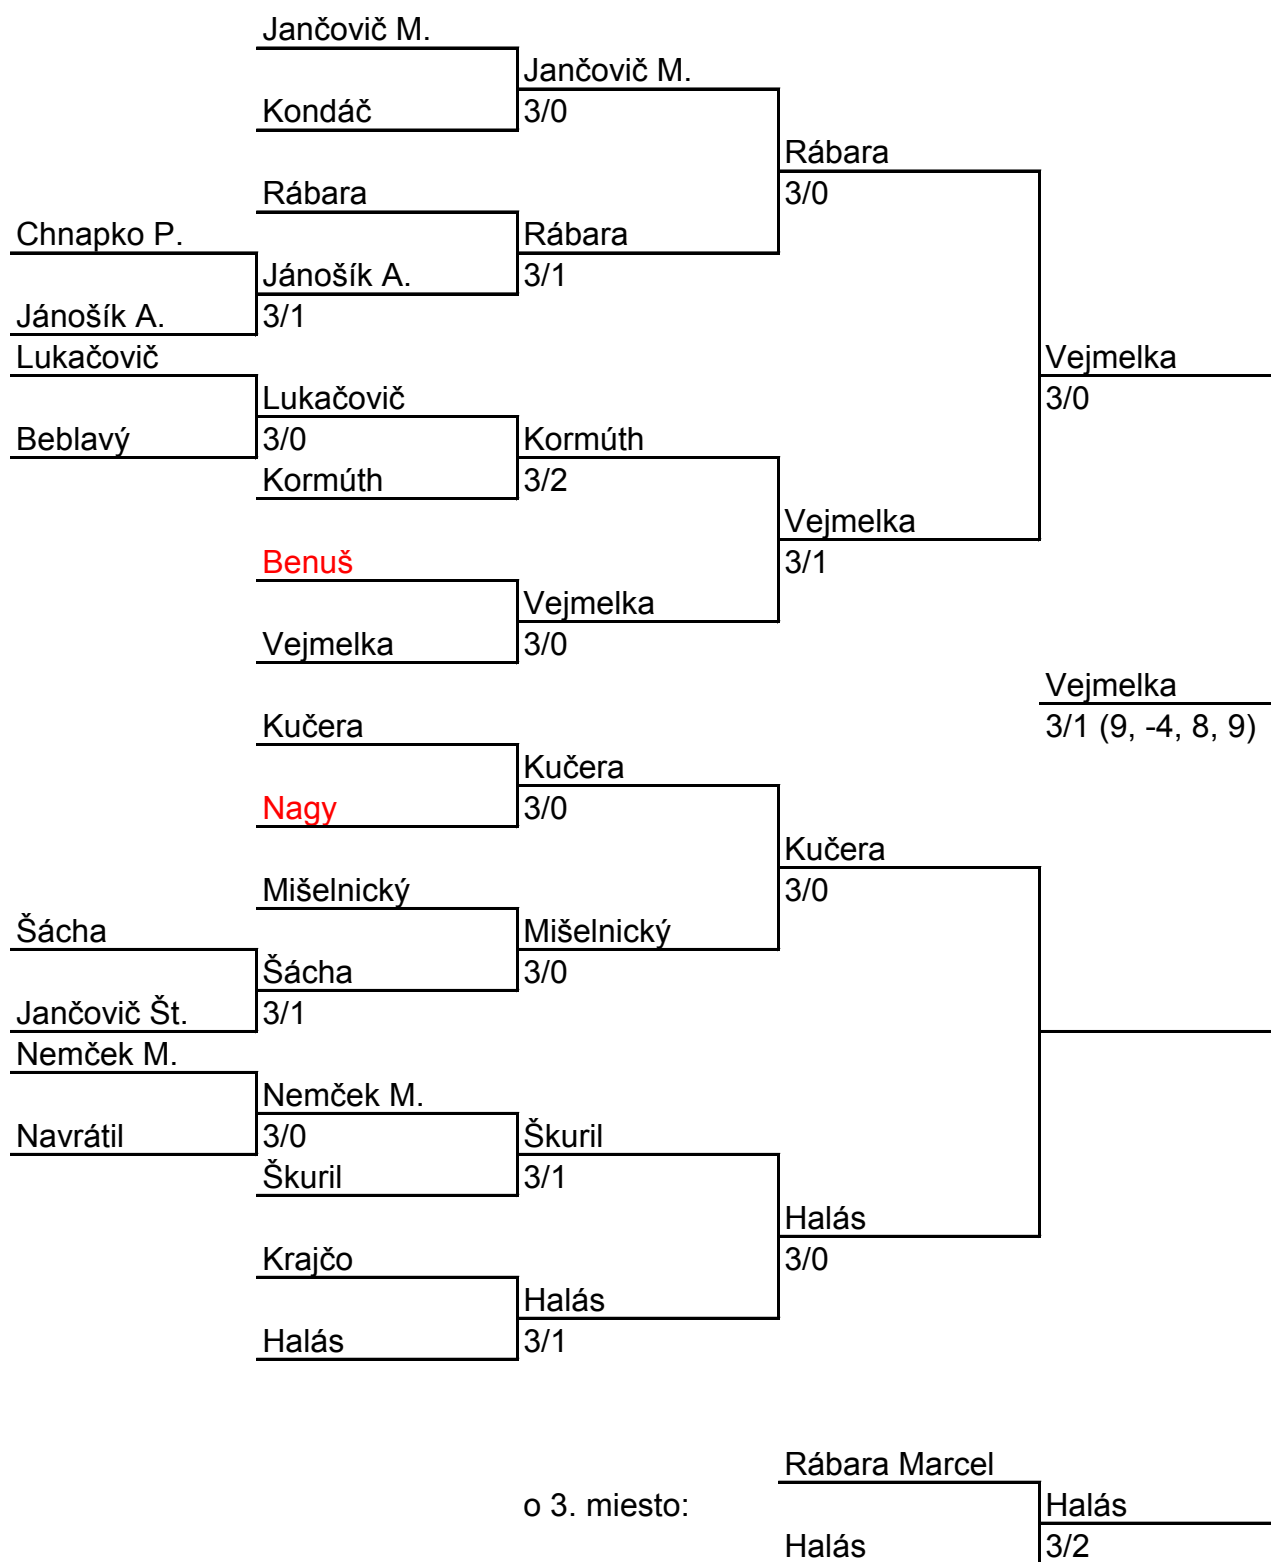 Jančovič M.
Jančovič M.
Kondáč
3/0
Rábara
Rábara
3/0
Chnapko P.
Rábara
Jánošík A.
3/1
Jánošík A.
3/1
Lukačovič
Vejmelka
Lukačovič
3/0
Beblavý
3/0
Kormúth
Kormúth
3/2
Vejmelka
Benuš
3/1
Vejmelka
Vejmelka
3/0
Vejmelka
Kučera
3/1 (9, -4, 8, 9)
Kučera
Nagy
3/0
Kučera
Mišelnický
3/0
Šácha
Mišelnický
Šácha
3/0
Jančovič Št.
3/1
Nemček M.
Nemček M.
Navrátil
3/0
Škuril
Škuril
3/1
Halás
Krajčo
3/0
Halás
Halás
3/1
Rábara Marcel
o 3. miesto:
Halás
Halás
3/2